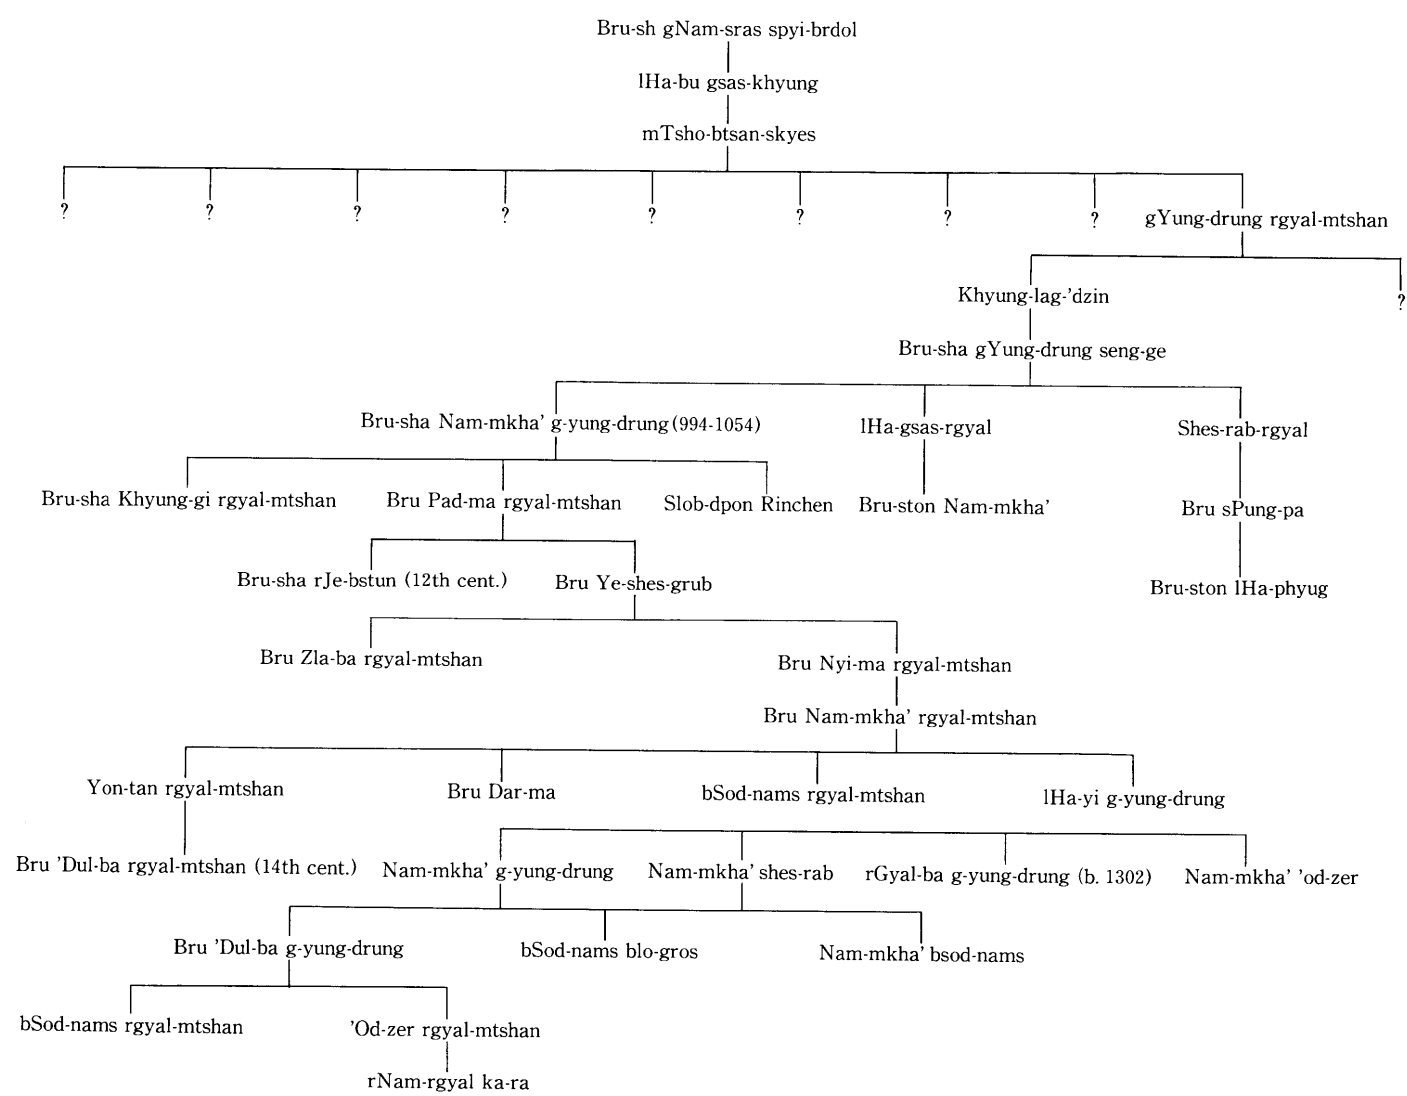 Bru-sh gNam-sras spyi-brdol
lHa-bu gsas-khyung
mTsho-btsan-skyes
? ? ? ? ? ? ? ? gYung-drung rgyal-mtshan
Khyung-lag-'dzin ?
Bru-sha gYung-drung seng-ge
Bru-sha Nam-mkha' g-yung-drung (994-1054) lHa-gsas-rgyal Shes-rab-rgyal
Bru-sha Khyung-gi rgyal-mtshan Bru Pad-ma rgyal-mtshan Slob-dpon Rinchen Bru-ston Nam-mkha' Bru sPung-pa
Bru-sha rJe-bstun (12th cent.) Bru Ye-shes-grub Bru-ston lHa-phyug
Bru Zla-ba rgyal-mtshan Bru Nyi-ma rgyal-mtshan
Bru Nam-mkha' rgyal-mtshan
Yon-tan rgyal-mtshan Bru Dar-ma bSod-nams rgyal-mtshan lHa-yi g-yung-drung
Bru 'Dul-ba rgyal-mtshan (14th cent.) Nam-mkha' g-yung-drung Nam-mkha' shes-rab rGyal-ba g-yung-drung (b. 1302) Nam-mkha' 'od-zer
Bru 'Dul-ba g-yung-drung bSod-nams blo-gros Nam-mkha' bsod-nams
bSod-nams rgyal-mtshan 'Od-zer rgyal-mtshan
rNam-rgyal ka-ra